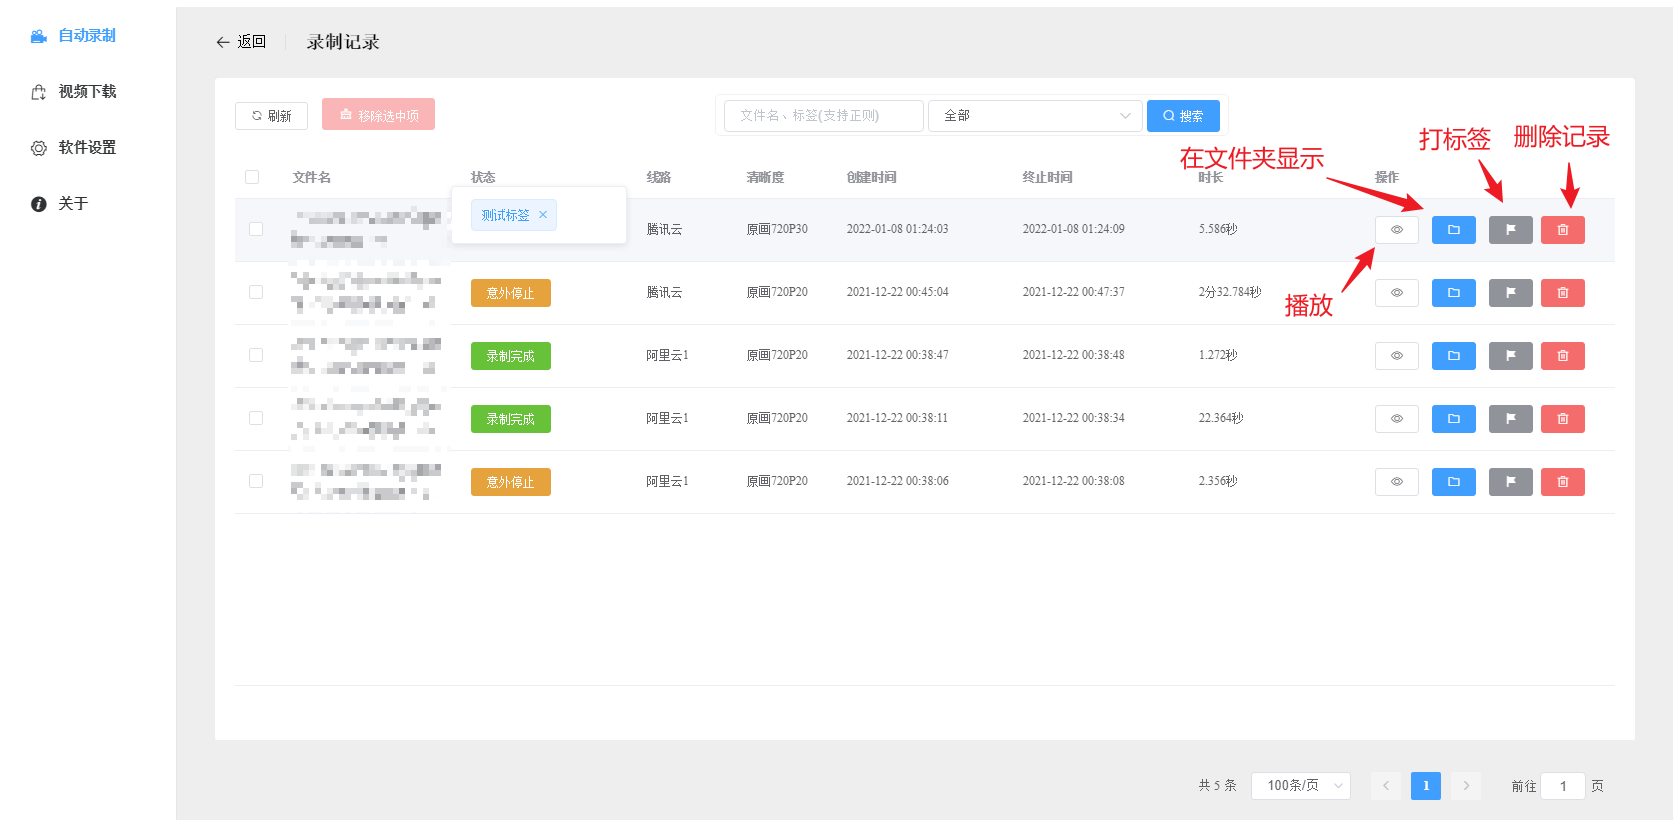 自动录制
视频下载
软件设置
关于
返回 录制记录
刷新 移除选中项 文件名、标签(支持正则) 全部 搜索
在文件夹显示 打标签 删除记录
文件名 状态 线路 清晰度 创建时间 终止时间 时长 操作
测试标签 腾讯云 原画720P30 2022-01-08 01:24:03 2022-01-08 01:24:09 5.586秒
意外停止 腾讯云 原画720P20 2021-12-22 00:45:04 2021-12-22 00:47:37 2分32.784秒
播放
录制完成 阿里云1 原画720P20 2021-12-22 00:38:47 2021-12-22 00:38:48 1.272秒
录制完成 阿里云1 原画720P20 2021-12-22 00:38:11 2021-12-22 00:38:34 22.364秒
意外停止 阿里云1 原画720P20 2021-12-22 00:38:06 2021-12-22 00:38:08 2.356秒
共 5 条 100条/页 1 前往 1 页